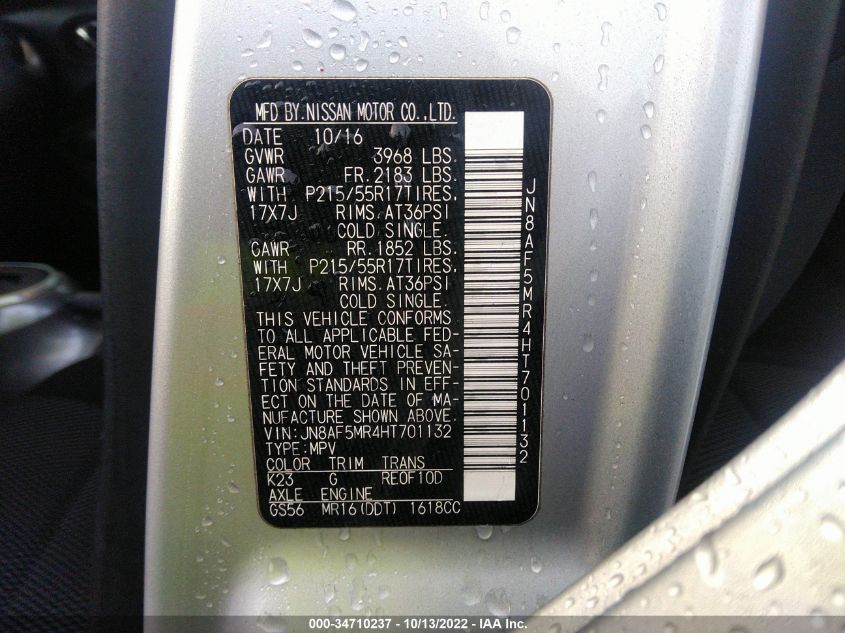 MFD BY.NISSAN MOTOR CO.,LTD.
DATE 10/16
GVWR 3968 LBS.
GAWR FR.2183 LBS.
WITH P215/55R17TIRES.
17X7J RIMS.AT36PSI
COLD SINGLE.
GAWR RR.1852 LBS.
WITH P215/55R17TIRES.
17X7J RIMS.AT36PSI
COLD SINGLE.
THIS VEHICLE CONFORMS
TO ALL APPLICABLE FED-
ERAL MOTOR VEHICLE SA-
FETY AND THEFT PREVEN-
TION STANDARDS IN EFF-
ECT ON THE DATE OF MA-
NUFACTURE SHOWN ABOVE.
VIN:JN8AF5MR4HT701132
TYPE:MPV
COLOR TRIM TRANS
K23 G RE0F10D
AXLE ENGINE
GS56 MR16(DDT) 1618CC
JN8AF5MR4HT701132
000-34710237 - 10/13/2022 - IAA Inc.